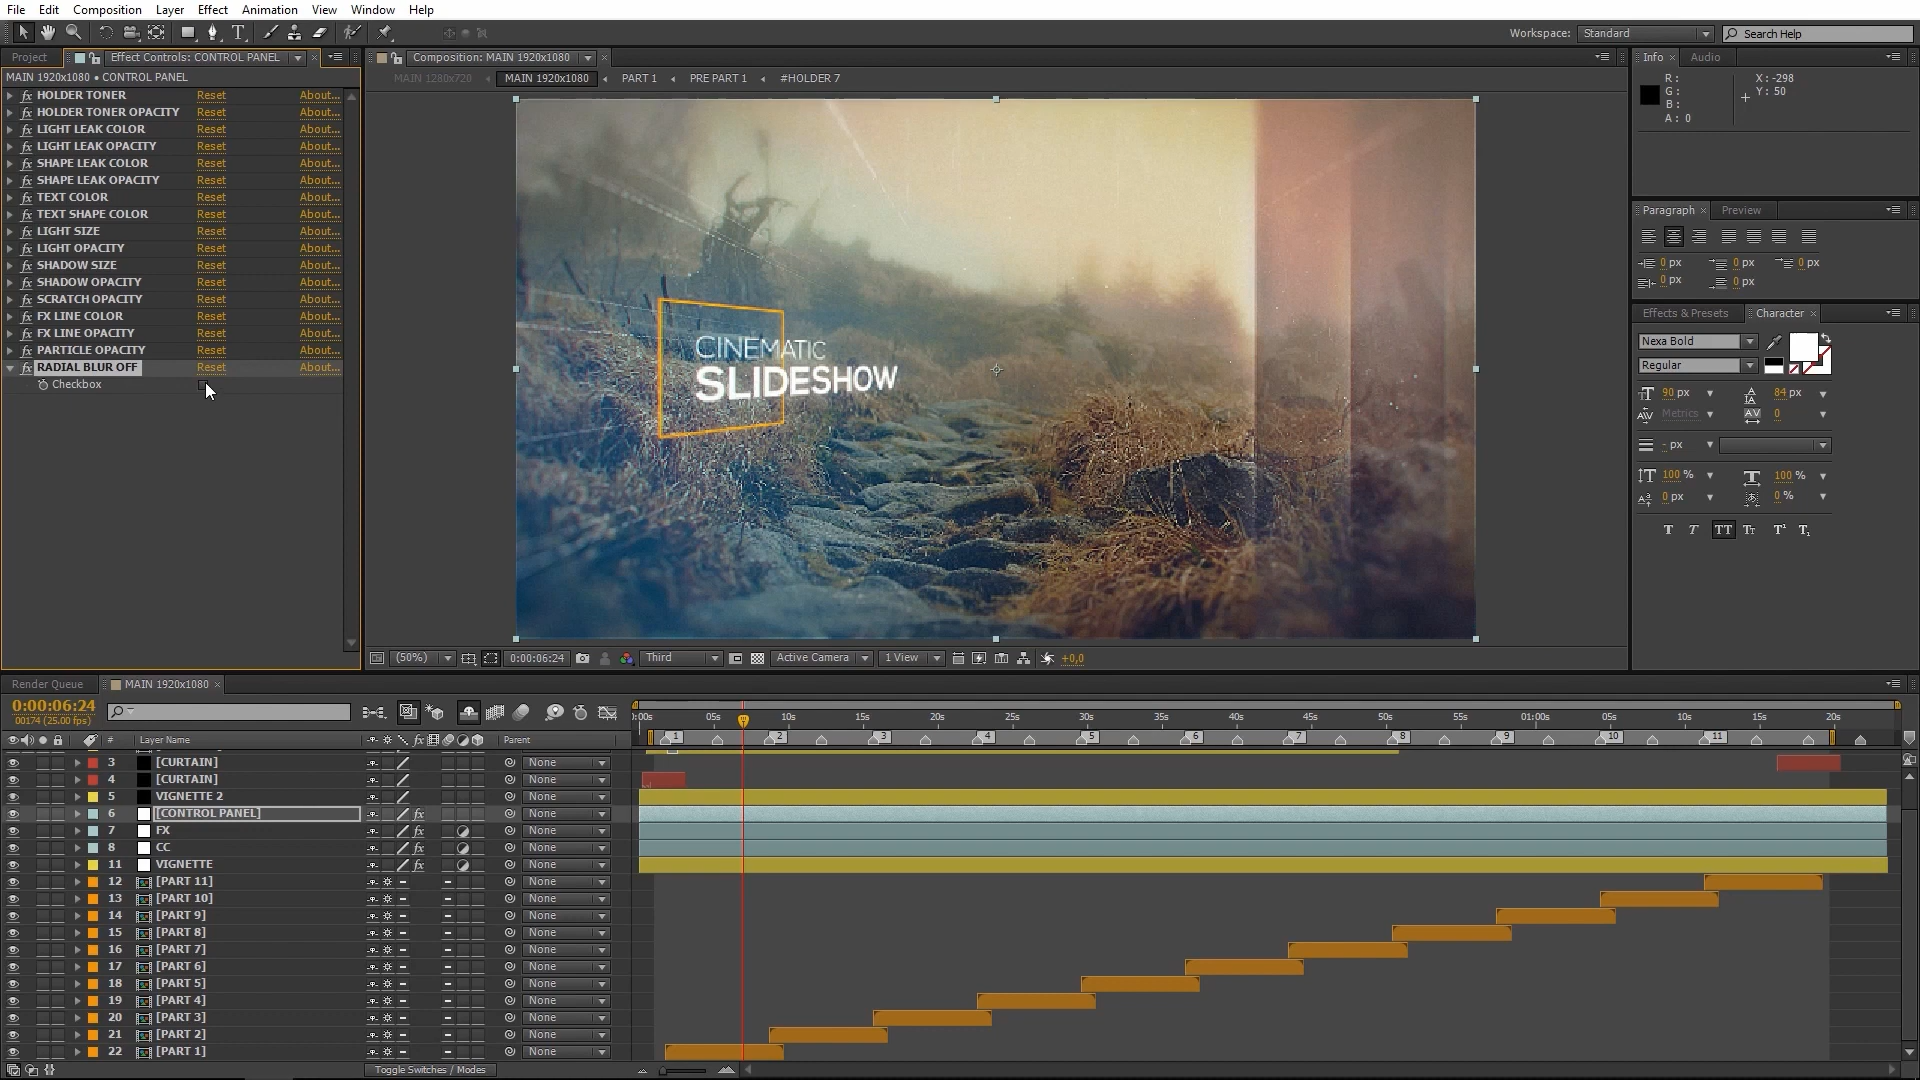 File Edit Composition Layer Effect Animation View Window Help
Workspace: Standard Search Help
Project Effect Controls: CONTROL PANEL
MAIN 1920x1080 • CONTROL PANEL
fx HOLDER TONER Reset About...
fx HOLDER TONER OPACITY Reset About...
fx LIGHT LEAK COLOR Reset About...
fx LIGHT LEAK OPACITY Reset About...
fx SHAPE LEAK COLOR Reset About...
fx SHAPE LEAK OPACITY Reset About...
fx TEXT COLOR Reset About...
fx TEXT SHAPE COLOR Reset About...
fx LIGHT SIZE Reset About...
fx LIGHT OPACITY Reset About...
fx SHADOW SIZE Reset About...
fx SHADOW OPACITY Reset About...
fx SCRATCH OPACITY Reset About...
fx FX LINE COLOR Reset About...
fx FX LINE OPACITY Reset About...
fx PARTICLE OPACITY Reset About...
fx RADIAL BLUR OFF Reset About...
Checkbox
Composition: MAIN 1920x1080
MAIN 1280x720 MAIN 1920x1080 PART 1 PRE PART 1 #HOLDER 7
CINEMATIC
SLIDESHOW
(50%) 0:00:06:24 Third Active Camera 1 View +0,0
Info Audio
R : X : -298
G : Y : 50
B :
A : 0
Paragraph Preview
0 px 0 px 0 px
0 px 0 px
Effects & Presets Character
Nexa Bold
Regular
90 px 84 px
Metrics 0
- px
100 % 100 %
0 px 0 %
T T TT Tt T¹ T₁
Render Queue MAIN 1920x1080
0:00:06:24
00174 (25.00 fps)
# Layer Name fx Parent
05s 10s 15s 20s 25s 30s 35s 40s 45s 50s 55s 01:00s 05s 10s 15s 20s
1 2 3 4 5 6 7 8 9 10 11
3 [CURTAIN] None
4 [CURTAIN] None
5 VIGNETTE 2 None
6 [CONTROL PANEL] fx None
7 FX fx None
8 CC fx None
11 VIGNETTE fx None
12 [PART 11] None
13 [PART 10] None
14 [PART 9] None
15 [PART 8] None
16 [PART 7] None
17 [PART 6] None
18 [PART 5] None
19 [PART 4] None
20 [PART 3] None
21 [PART 2] None
22 [PART 1] None
Toggle Switches / Modes